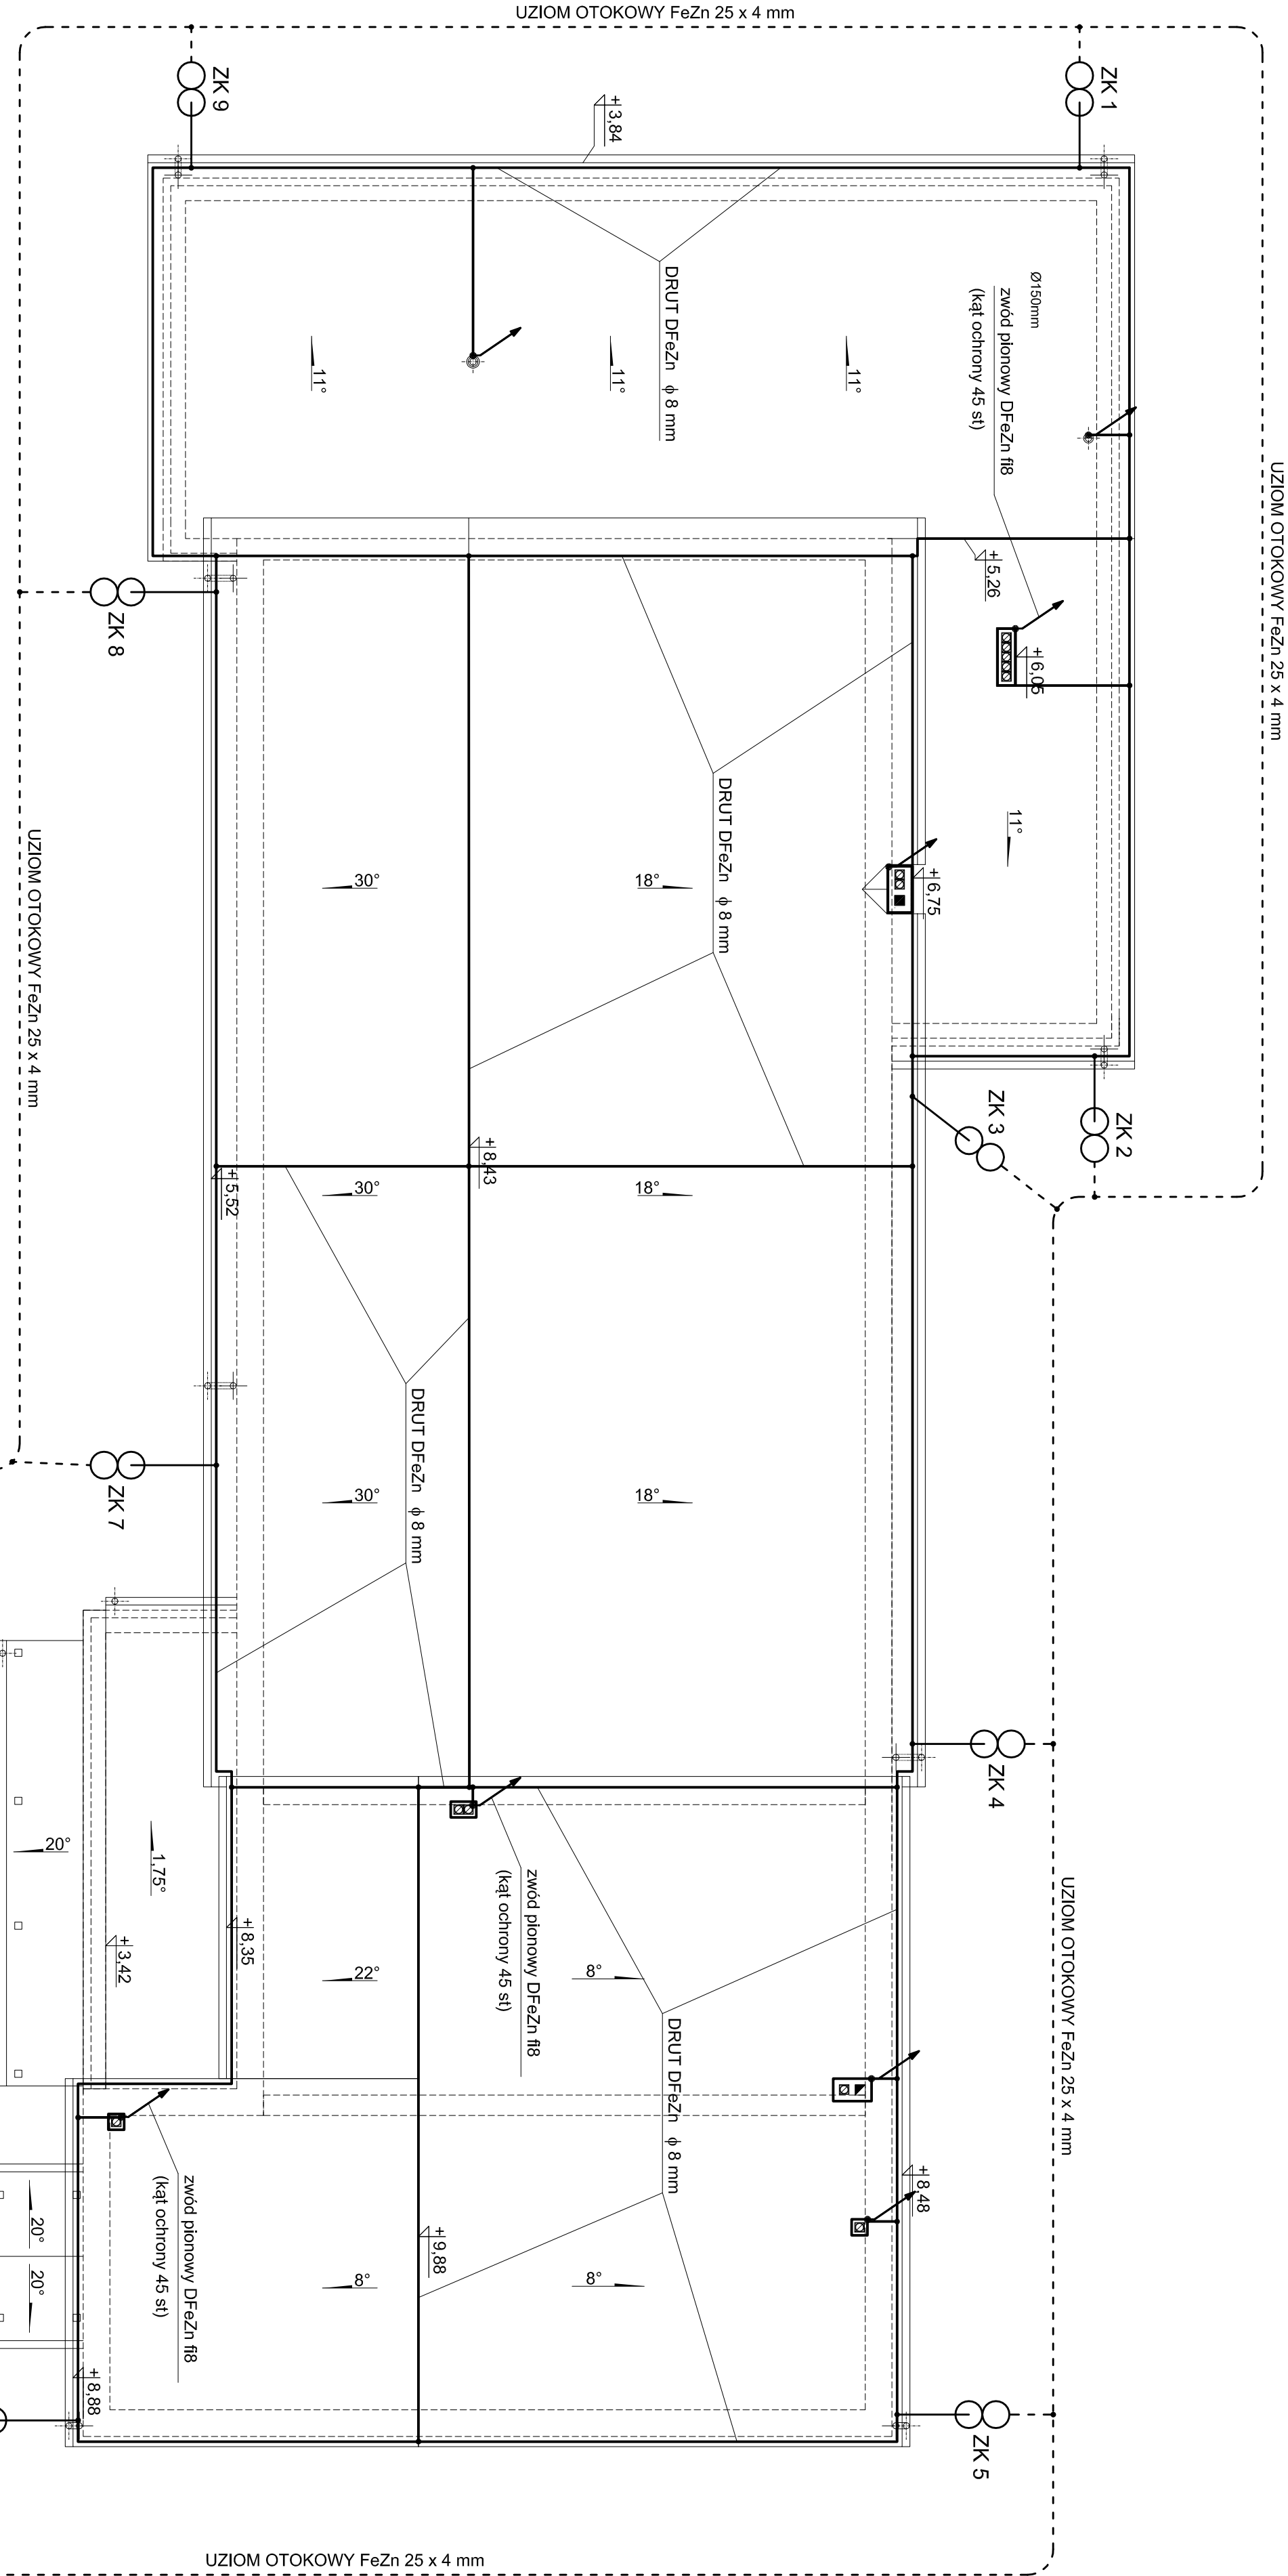 UZIOM OTOKOWY FeZn 25 x 4 mm
ZK 9
ZK 1
+3,84
UZIOM OTOKOWY FeZn 25 x 4 mm
DRUT DFeZn ϕ 8 mm
Ø150mm
zwód pionowy DFeZn fi8
(kąt ochrony 45 st)
11°
11°
11°
+5,26
ZK 8
+6,05
DRUT DFeZn ϕ 8 mm
11°
UZIOM OTOKOWY FeZn 25 x 4 mm
30°
18°
+6,75
ZK 3
ZK 2
+8,43
+5,52
30°
18°
DRUT DFeZn ϕ 8 mm
ZK 7
30°
18°
ZK 4
20°
1,75°
+3,42
+8,35
22°
zwód pionowy DFeZn fi8
(kąt ochrony 45 st)
8°
DRUT DFeZn ϕ 8 mm
UZIOM OTOKOWY FeZn 25 x 4 mm
20°
20°
zwód pionowy DFeZn fi8
(kąt ochrony 45 st)
+9,88
+8,48
8°
8°
+8,88
ZK 5
UZIOM OTOKOWY FeZn 25 x 4 mm